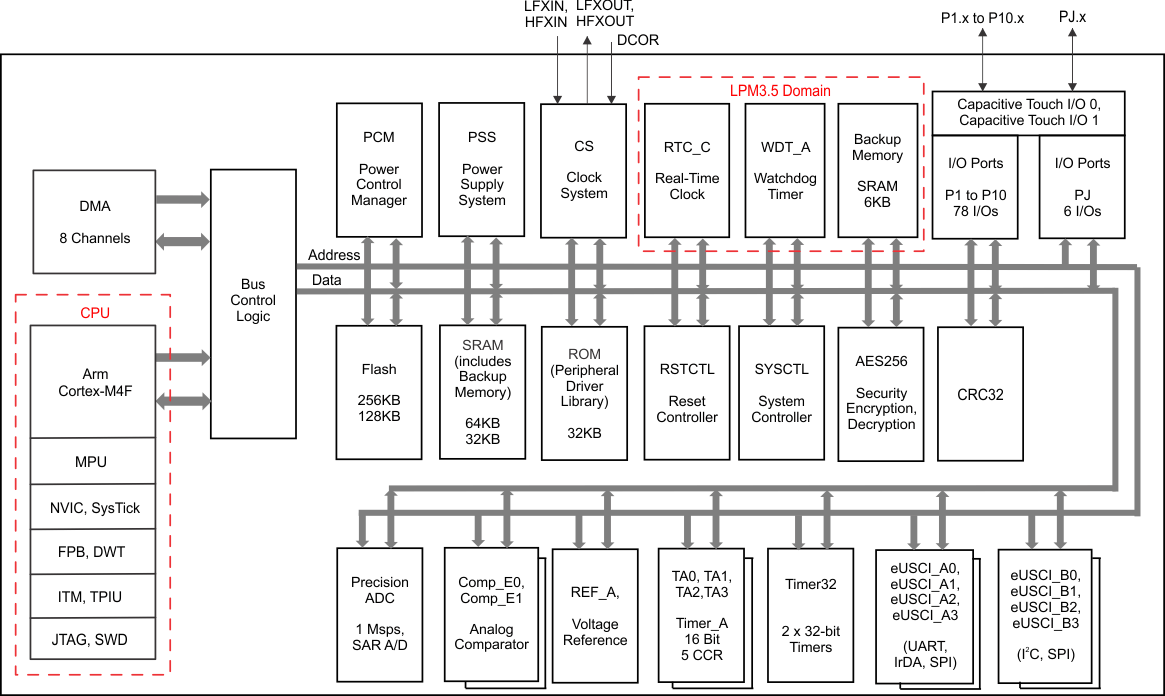 LFXIN,
HFXIN
LFXOUT,
HFXOUT
DCOR
P1.x to P10.x
PJ.x
LPM3.5 Domain
Capacitive Touch I/O 0,
Capacitive Touch I/O 1
PCM
Power
Control
Manager
PSS
Power
Supply
System
CS
Clock
System
RTC_C
Real-Time
Clock
WDT_A
Watchdog
Timer
Backup
Memory
SRAM
6KB
I/O Ports
P1 to P10
78 I/Os
I/O Ports
PJ
6 I/Os
DMA
8 Channels
Bus
Control
Logic
Address
Data
CPU
Arm
Cortex-M4F
MPU
NVIC, SysTick
FPB, DWT
ITM, TPIU
JTAG, SWD
Flash
256KB
128KB
SRAM
(includes
Backup
Memory)
64KB
32KB
ROM
(Peripheral
Driver
Library)
32KB
RSTCTL
Reset
Controller
SYSCTL
System
Controller
AES256
Security
Encryption,
Decryption
CRC32
Precision
ADC
1 Msps,
SAR A/D
Comp_E0,
Comp_E1
Analog
Comparator
REF_A,
Voltage
Reference
TA0, TA1,
TA2,TA3
Timer_A
16 Bit
5 CCR
Timer32
2 x 32-bit
Timers
eUSCI_A0,
eUSCI_A1,
eUSCI_A2,
eUSCI_A3
(UART,
IrDA, SPI)
eUSCI_B0,
eUSCI_B1,
eUSCI_B2,
eUSCI_B3
(I²C, SPI)